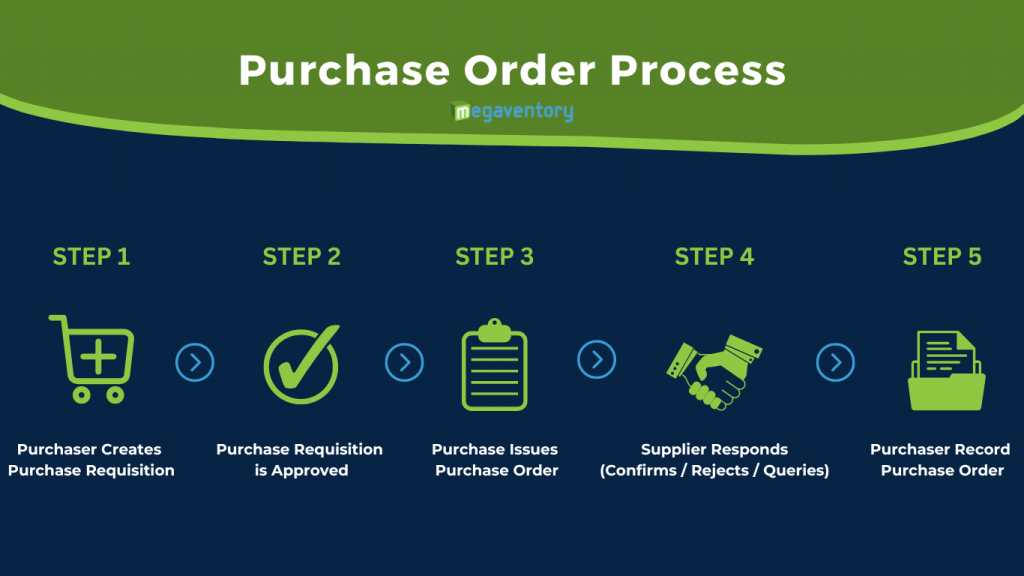 Purchase Order Process
megaventory
STEP 1
STEP 2
STEP 3
STEP 4
STEP 5
Purchaser Creates
Purchase Requisition
Purchase Requisition
is Approved
Purchase Issues
Purchase Order
Supplier Responds
(Confirms / Rejects / Queries)
Purchaser Record
Purchase Order